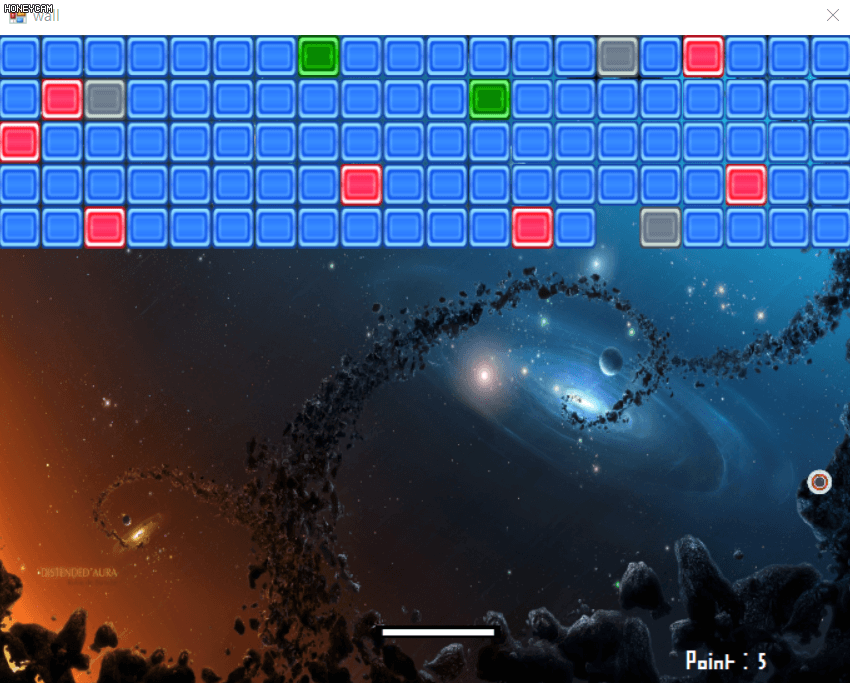 HONEYCAM
wall
DISTENDED AURA
Point : 5